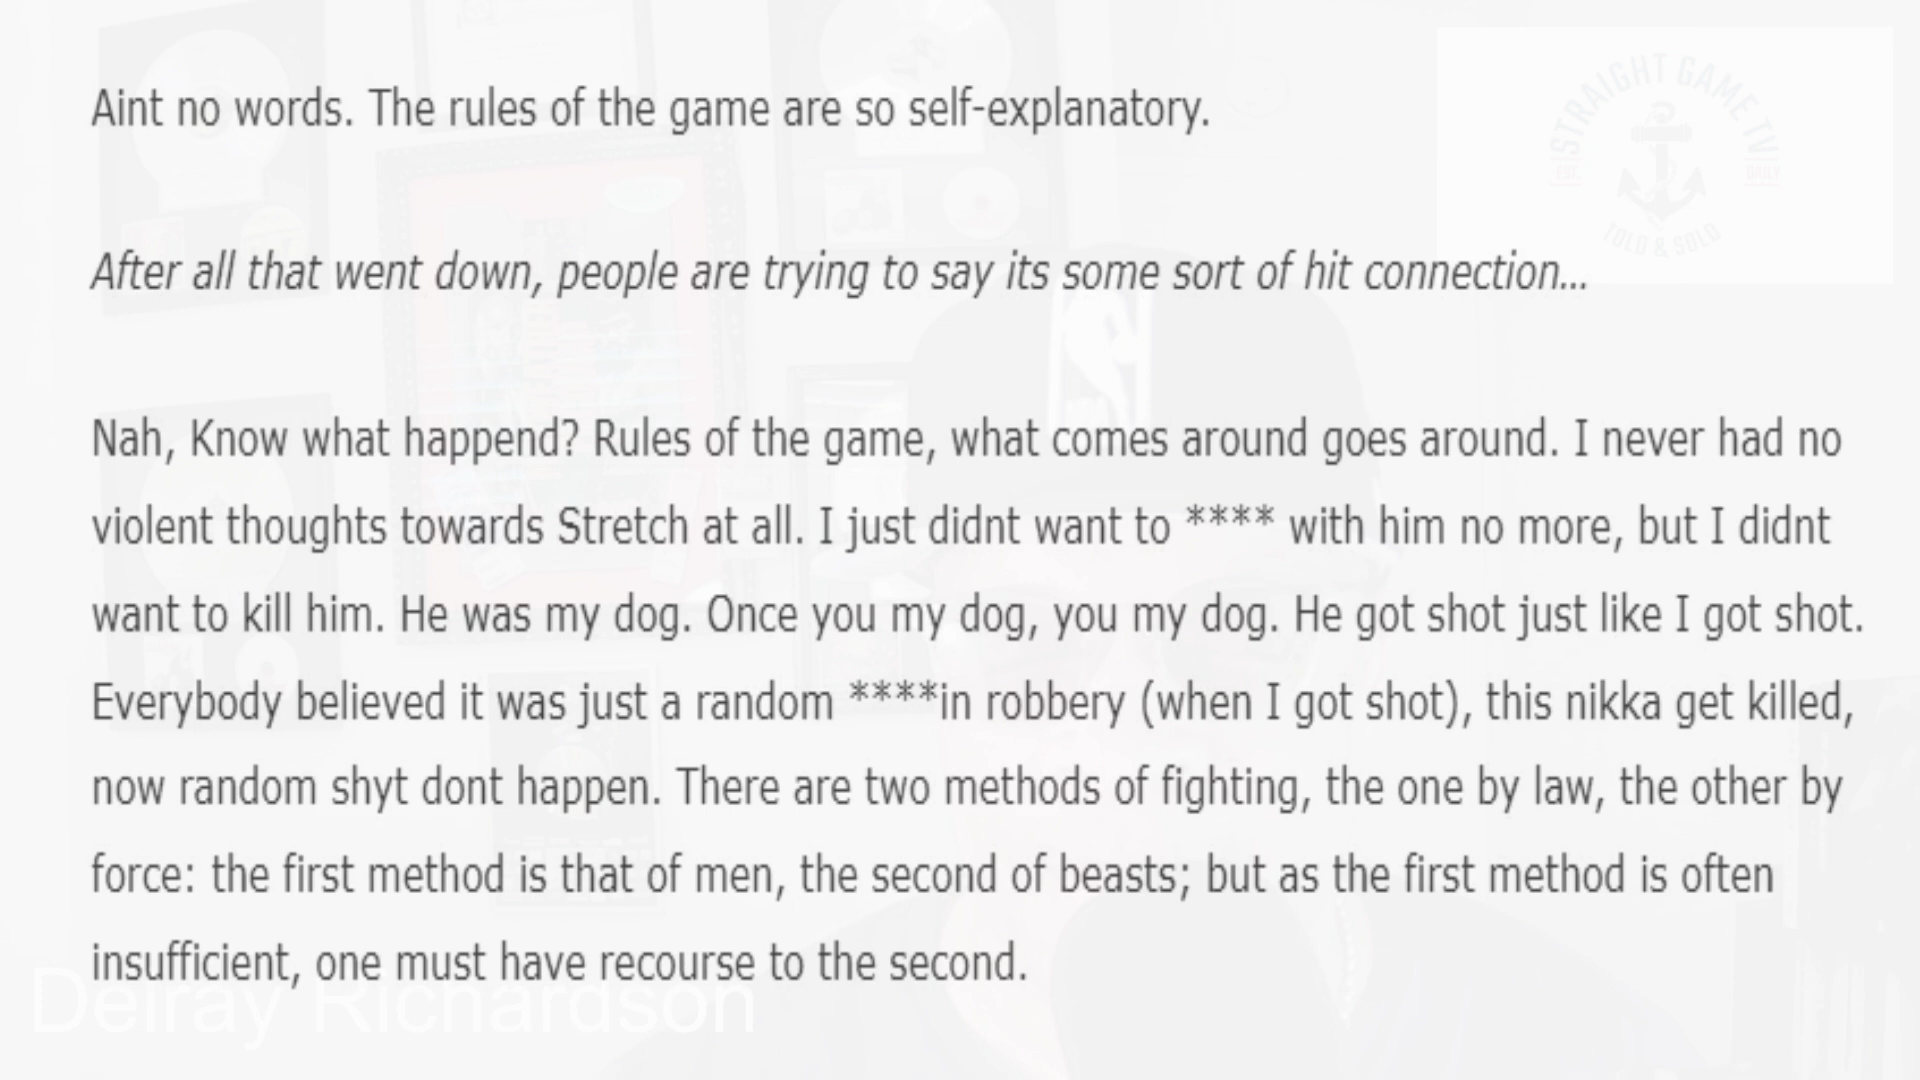 STRAIGHT GAME TV
EST. DAILY
TOLD & SOLD
Aint no words. The rules of the game are so self-explanatory.
After all that went down, people are trying to say its some sort of hit connection...
Nah, Know what happend? Rules of the game, what comes around goes around. I never had no
violent thoughts towards Stretch at all. I just didnt want to **** with him no more, but I didnt
want to kill him. He was my dog. Once you my dog, you my dog. He got shot just like I got shot.
Everybody believed it was just a random ****in robbery (when I got shot), this nikka get killed,
now random shyt dont happen. There are two methods of fighting, the one by law, the other by
force: the first method is that of men, the second of beasts; but as the first method is often
insufficient, one must have recourse to the second.
Delray Richardson